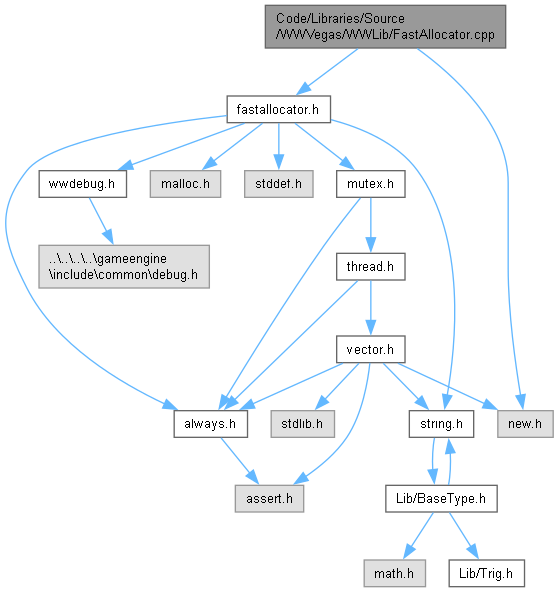 Code/Libraries/Source
/WWVegas/WWLib/FastAllocator.cpp
fastallocator.h
wwdebug.h
malloc.h
stddef.h
mutex.h
..\..\..\..\gameengine
\include\common\debug.h
thread.h
vector.h
always.h
stdlib.h
string.h
new.h
assert.h
Lib/BaseType.h
math.h
Lib/Trig.h